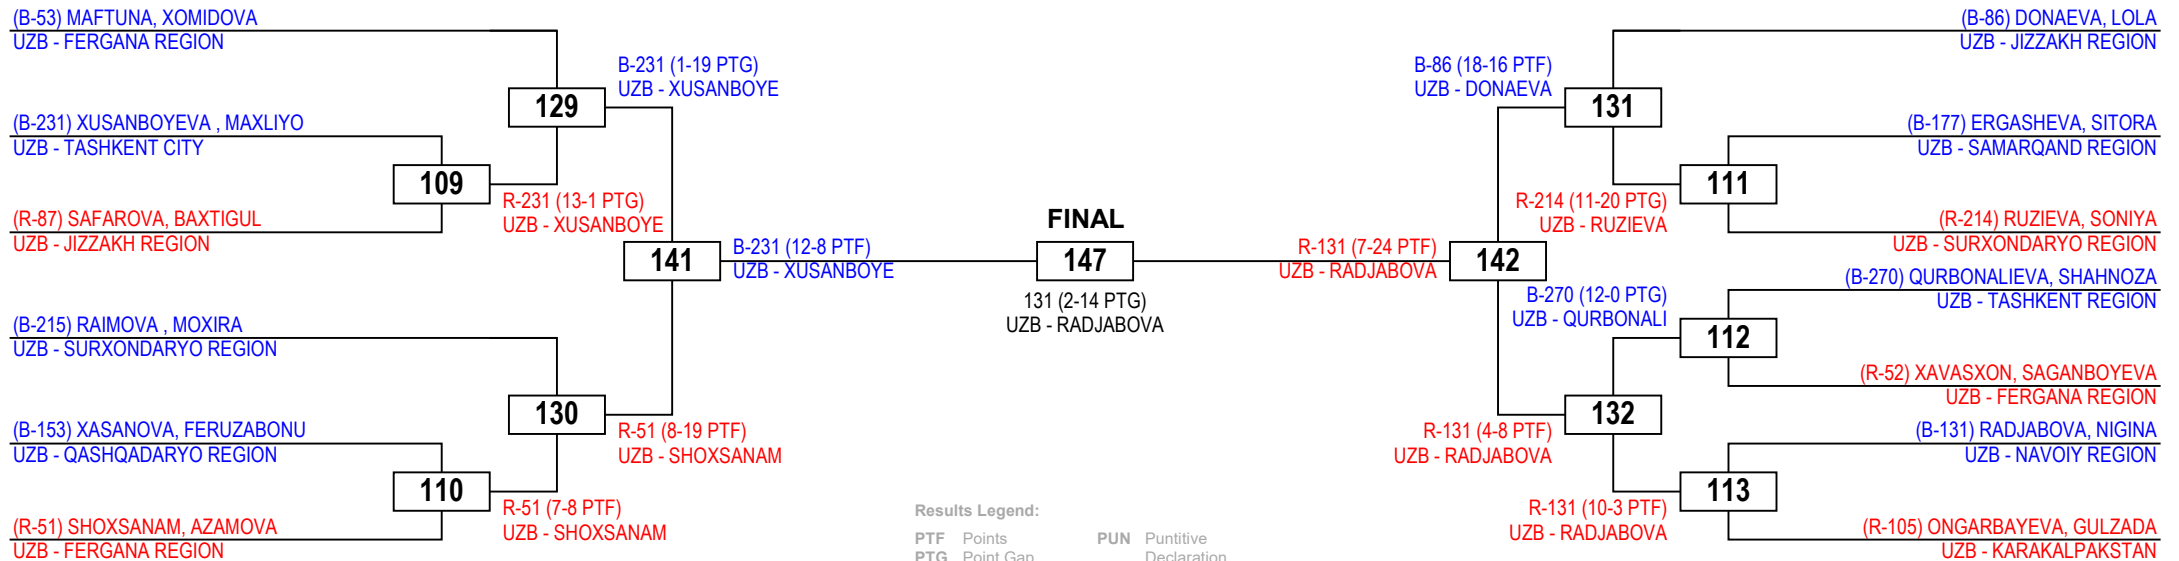 (B-53) MAFTUNA, XOMIDOVA
UZB - FERGANA REGION
(B-231) XUSANBOYEVA , MAXLIYO
UZB - TASHKENT CITY
(R-87) SAFAROVA, BAXTIGUL
UZB - JIZZAKH REGION
(B-215) RAIMOVA , MOXIRA
UZB - SURXONDARYO REGION
(B-153) XASANOVA, FERUZABONU
UZB - QASHQADARYO REGION
(R-51) SHOXSANAM, AZAMOVA
UZB - FERGANA REGION
109
110
R-231 (13-1 PTG)
UZB - XUSANBOYE
R-51 (7-8 PTF)
UZB - SHOXSANAM
129
130
B-231 (1-19 PTG)
UZB - XUSANBOYE
R-51 (8-19 PTF)
UZB - SHOXSANAM
141
B-231 (12-8 PTF)
UZB - XUSANBOYE
FINAL
147
131 (2-14 PTG)
UZB - RADJABOVA
R-131 (7-24 PTF)
UZB - RADJABOVA
142
B-86 (18-16 PTF)
UZB - DONAEVA
R-131 (4-8 PTF)
UZB - RADJABOVA
131
132
R-214 (11-20 PTG)
UZB - RUZIEVA
B-270 (12-0 PTG)
UZB - QURBONALI
R-131 (10-3 PTF)
UZB - RADJABOVA
111
112
113
(B-86) DONAEVA, LOLA
UZB - JIZZAKH REGION
(B-177) ERGASHEVA, SITORA
UZB - SAMARQAND REGION
(R-214) RUZIEVA, SONIYA
UZB - SURXONDARYO REGION
(B-270) QURBONALIEVA, SHAHNOZA
UZB - TASHKENT REGION
(R-52) XAVASXON, SAGANBOYEVA
UZB - FERGANA REGION
(B-131) RADJABOVA, NIGINA
UZB - NAVOIY REGION
(R-105) ONGARBAYEVA, GULZADA
UZB - KARAKALPAKSTAN
Results Legend:
PTF Points PUN Puntitive
PTG Point Gap Declaration